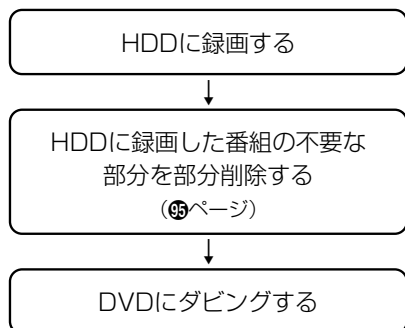 HDDに録画する
↓
HDDに録画した番組の不要な
部分を部分削除する
(95ページ)
↓
DVDにダビングする